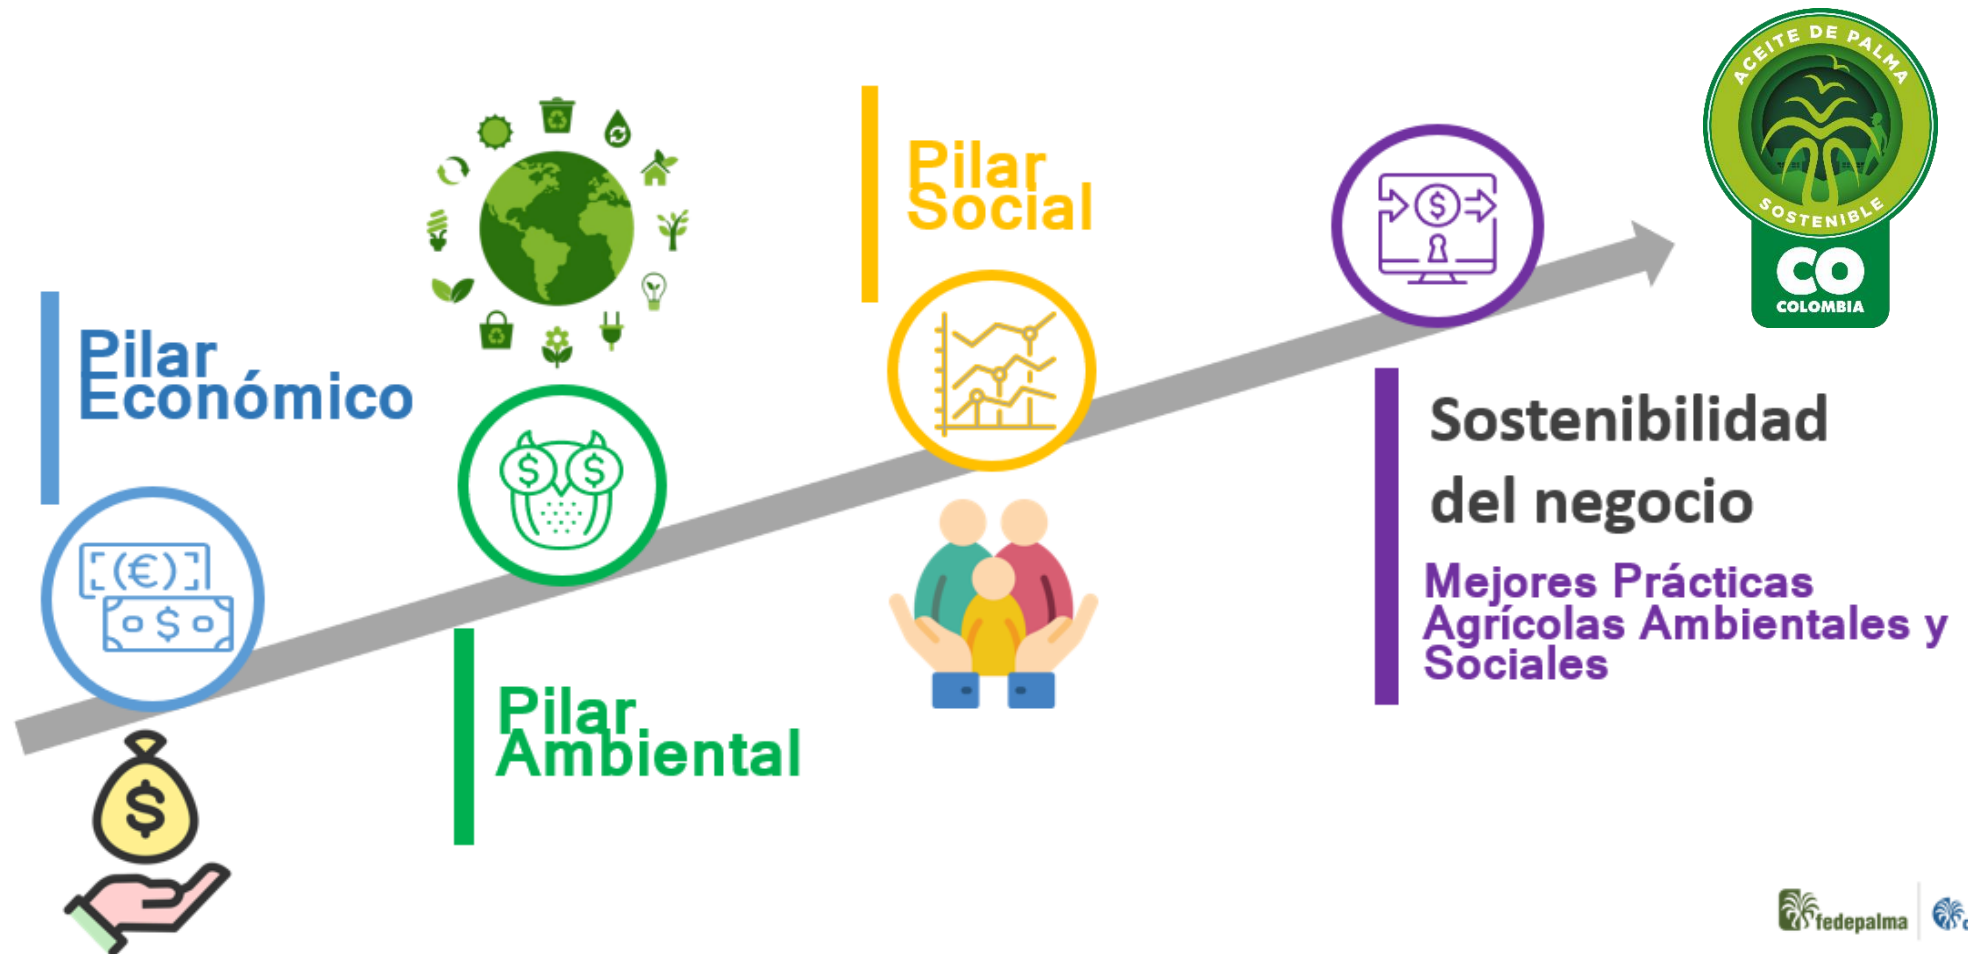 ACEITE DE PALMA
SOSTENIBLE
CO
COLOMBIA
Pilar
Social
Pilar
Económico
(€)
$
$ $
$
$
Sostenibilidad
del negocio
Mejores Prácticas
Agrícolas Ambientales y
Sociales
Pilar
Ambiental
fedepalma